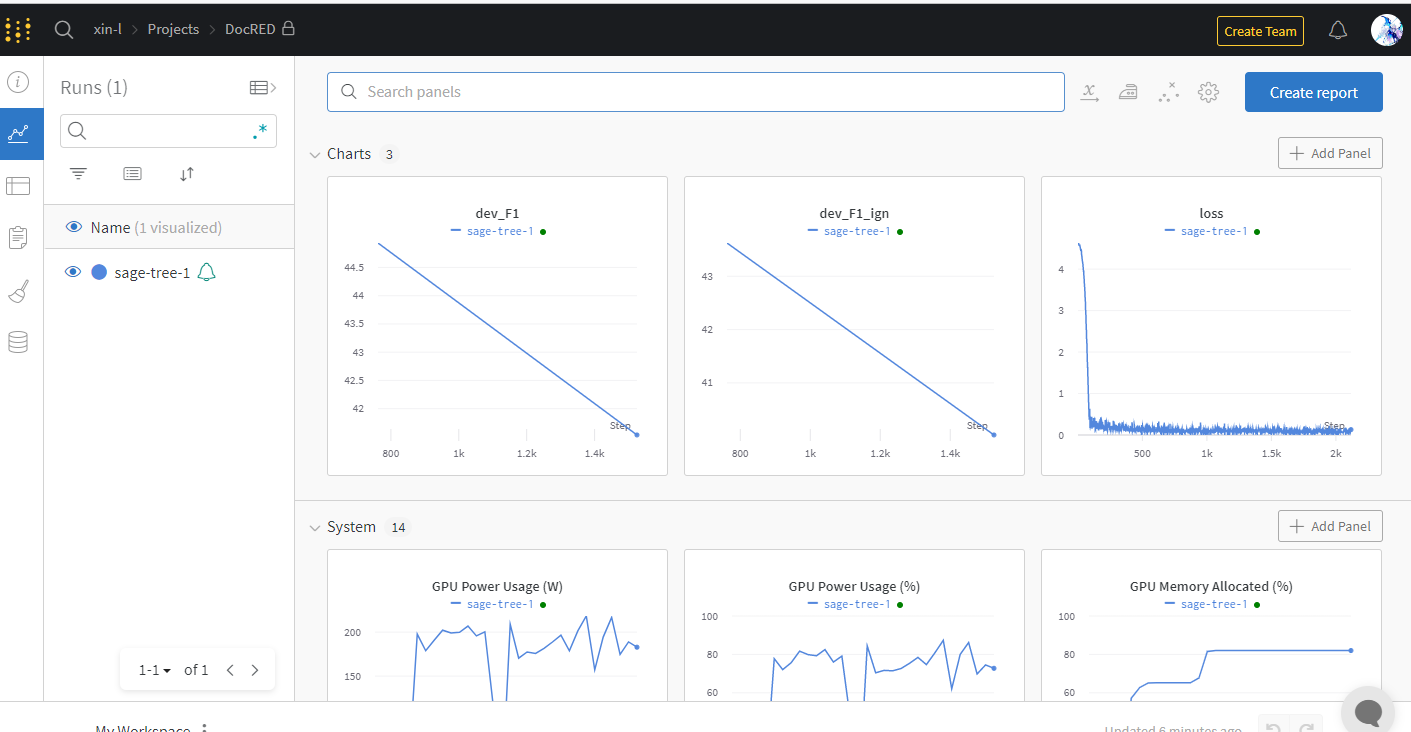 xin-l > Projects > DocRED
Create Team
Runs (1)
.*
Name (1 visualized)
sage-tree-1
1-1 of 1
Search panels
Create report
Charts 3
Add Panel
dev_F1
sage-tree-1
44.5
44
43.5
43
42.5
42
Step
800 1k 1.2k 1.4k
dev_F1_ign
sage-tree-1
43
42
41
Step
800 1k 1.2k 1.4k
loss
sage-tree-1
4
3
2
1
0
Step
500 1k 1.5k 2k
System 14
Add Panel
GPU Power Usage (W)
sage-tree-1
200
150
GPU Power Usage (%)
sage-tree-1
100
80
60
GPU Memory Allocated (%)
sage-tree-1
100
80
60
My Workspace
Updated 6 minutes ago